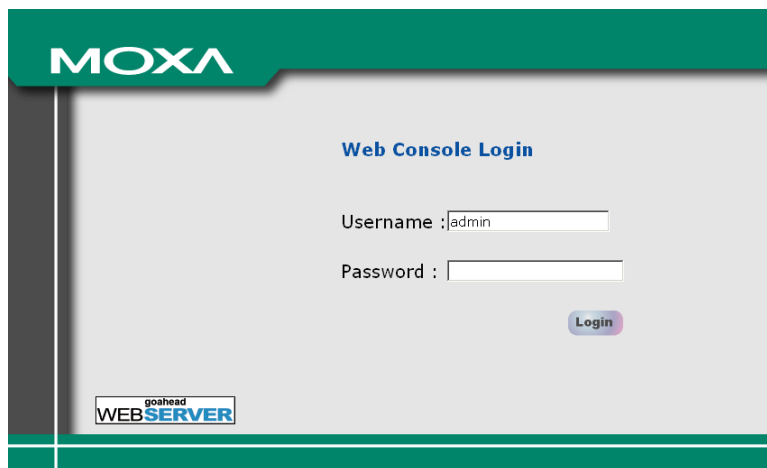 MOXA
Web Console Login
Username : admin
Password :
Login
goahead
WEBSERVER